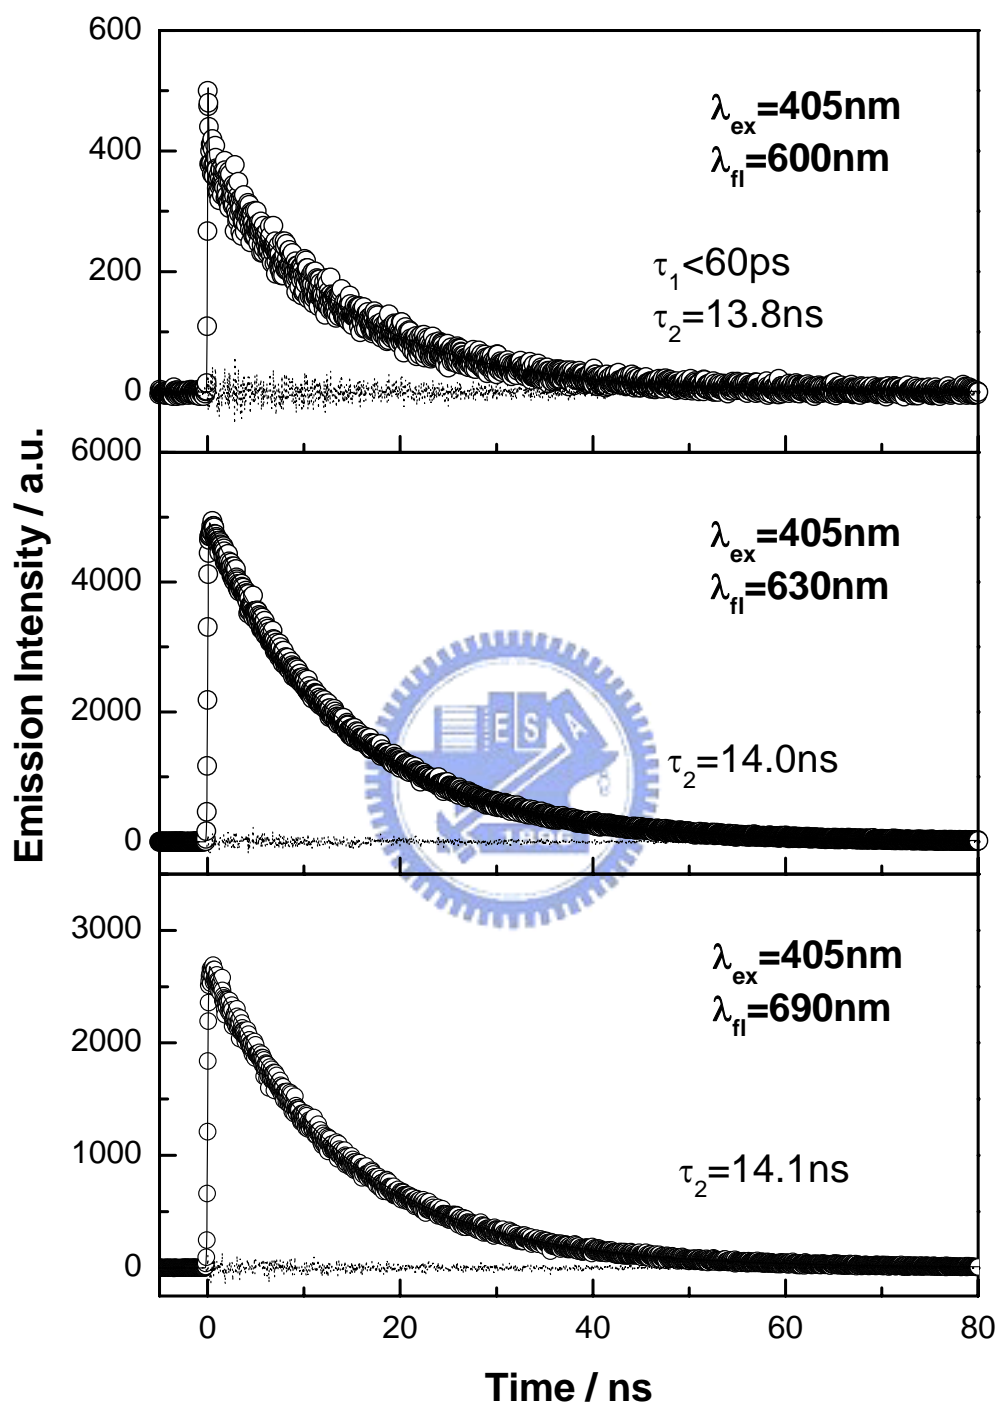 600
400
200
0
λex=405nm
λfl=600nm
τ1<60ps
τ2=13.8ns
6000
4000
2000
0
λex=405nm
λfl=630nm
τ2=14.0ns
E S A
1896
3000
2000
1000
0
λex=405nm
λfl=690nm
τ2=14.1ns
0 20 40 60 80
Time / ns
Emission Intensity / a.u.